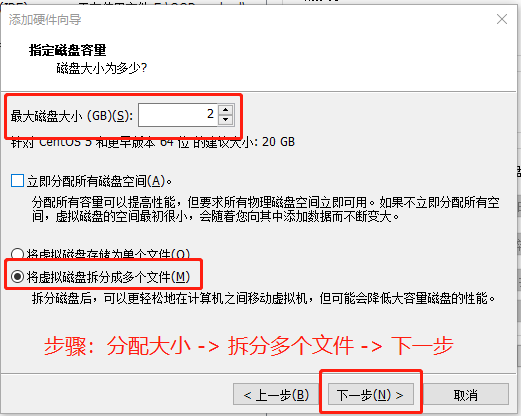 添加硬件向导
指定磁盘容量
磁盘大小为多少?
最大磁盘大小 (GB)(S): 2
针对 CentOS 5 和更早版本 64 位 的建议大小: 20 GB
立即分配所有磁盘空间(A)。
分配所有容量可以提高性能，但要求所有物理磁盘空间立即可用。如果不立即分配所有空
间，虚拟磁盘的空间最初很小，会随着您向其中添加数据而不断变大。
将虚拟磁盘存储为单个文件(O)
将虚拟磁盘拆分成多个文件(M)
拆分磁盘后，可以更轻松地在计算机之间移动虚拟机，但可能会降低大容量磁盘的性能。
步骤：分配大小 -> 拆分多个文件 -> 下一步
< 上一步(B) 下一步(N) > 取消